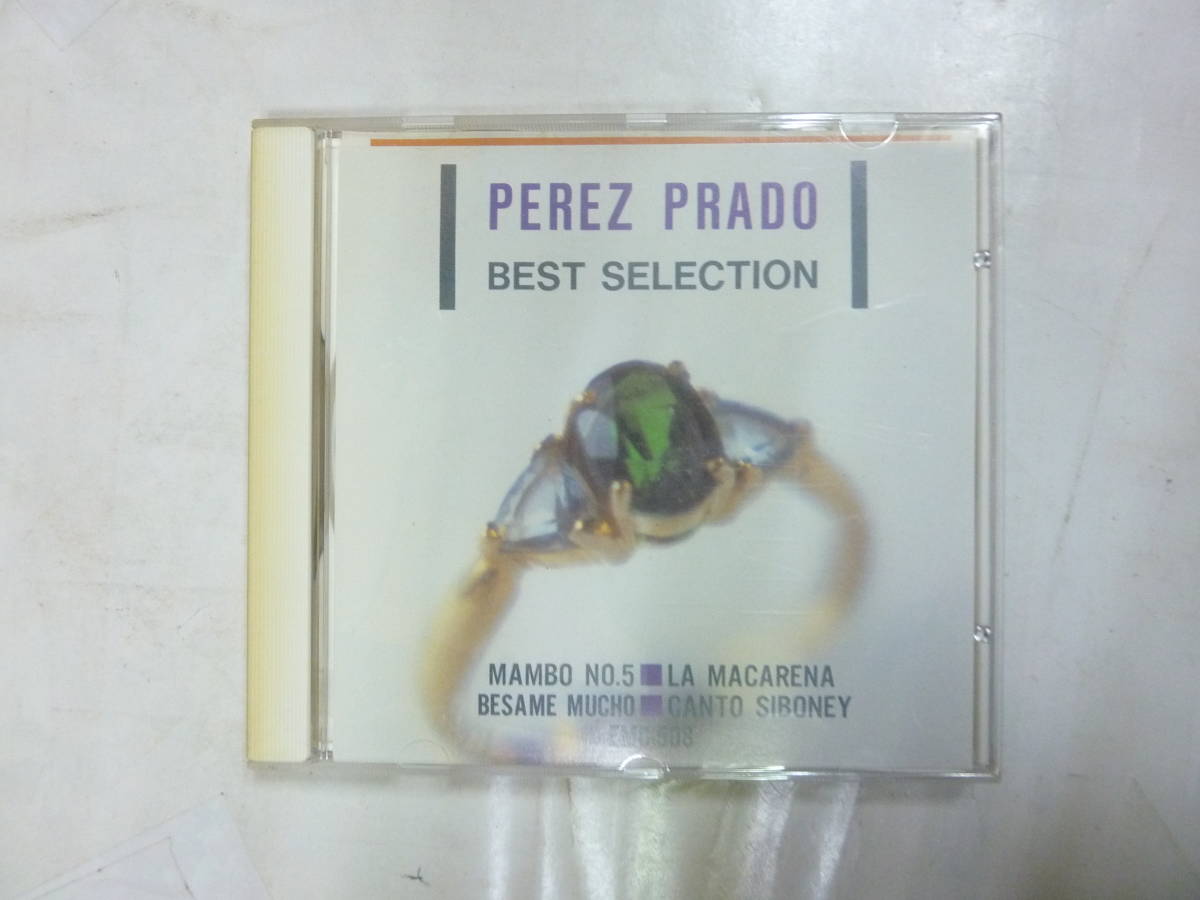 PEREZ PRADO
BEST SELECTION
MAMBO NO.5 ■ LA MACARENA
BESAME MUCHO ■ CANTO SIBONEY